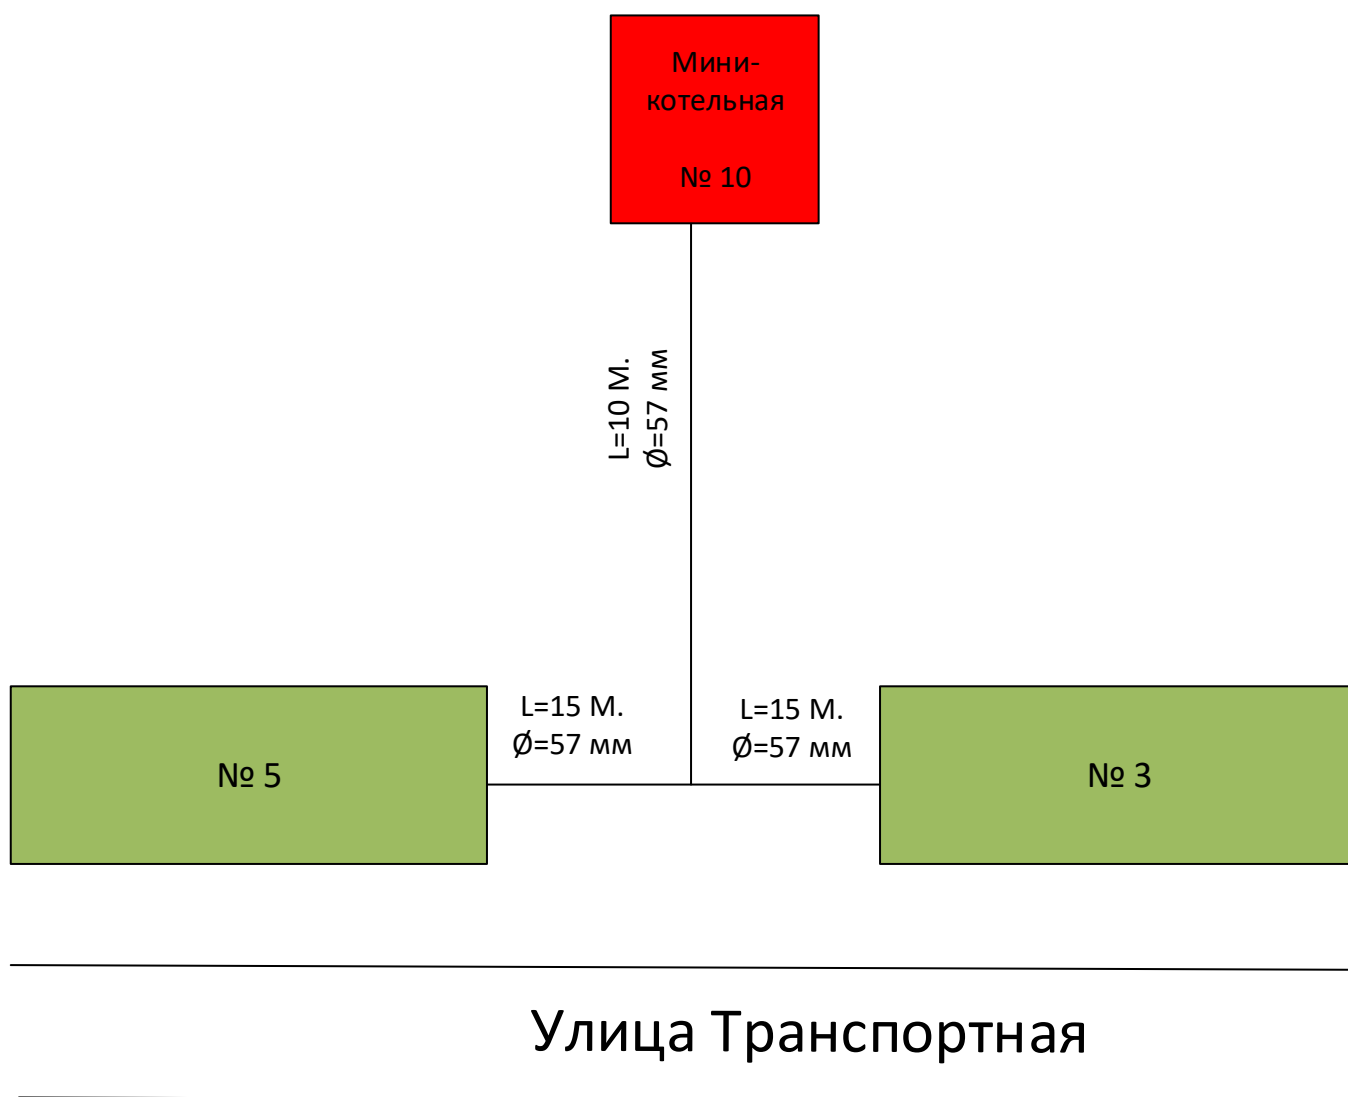 Мини-
котельная
№ 10
L=10 М.
Ø=57 мм
L=15 М.
Ø=57 мм
L=15 М.
Ø=57 мм
№ 5
№ 3
Улица Транспортная